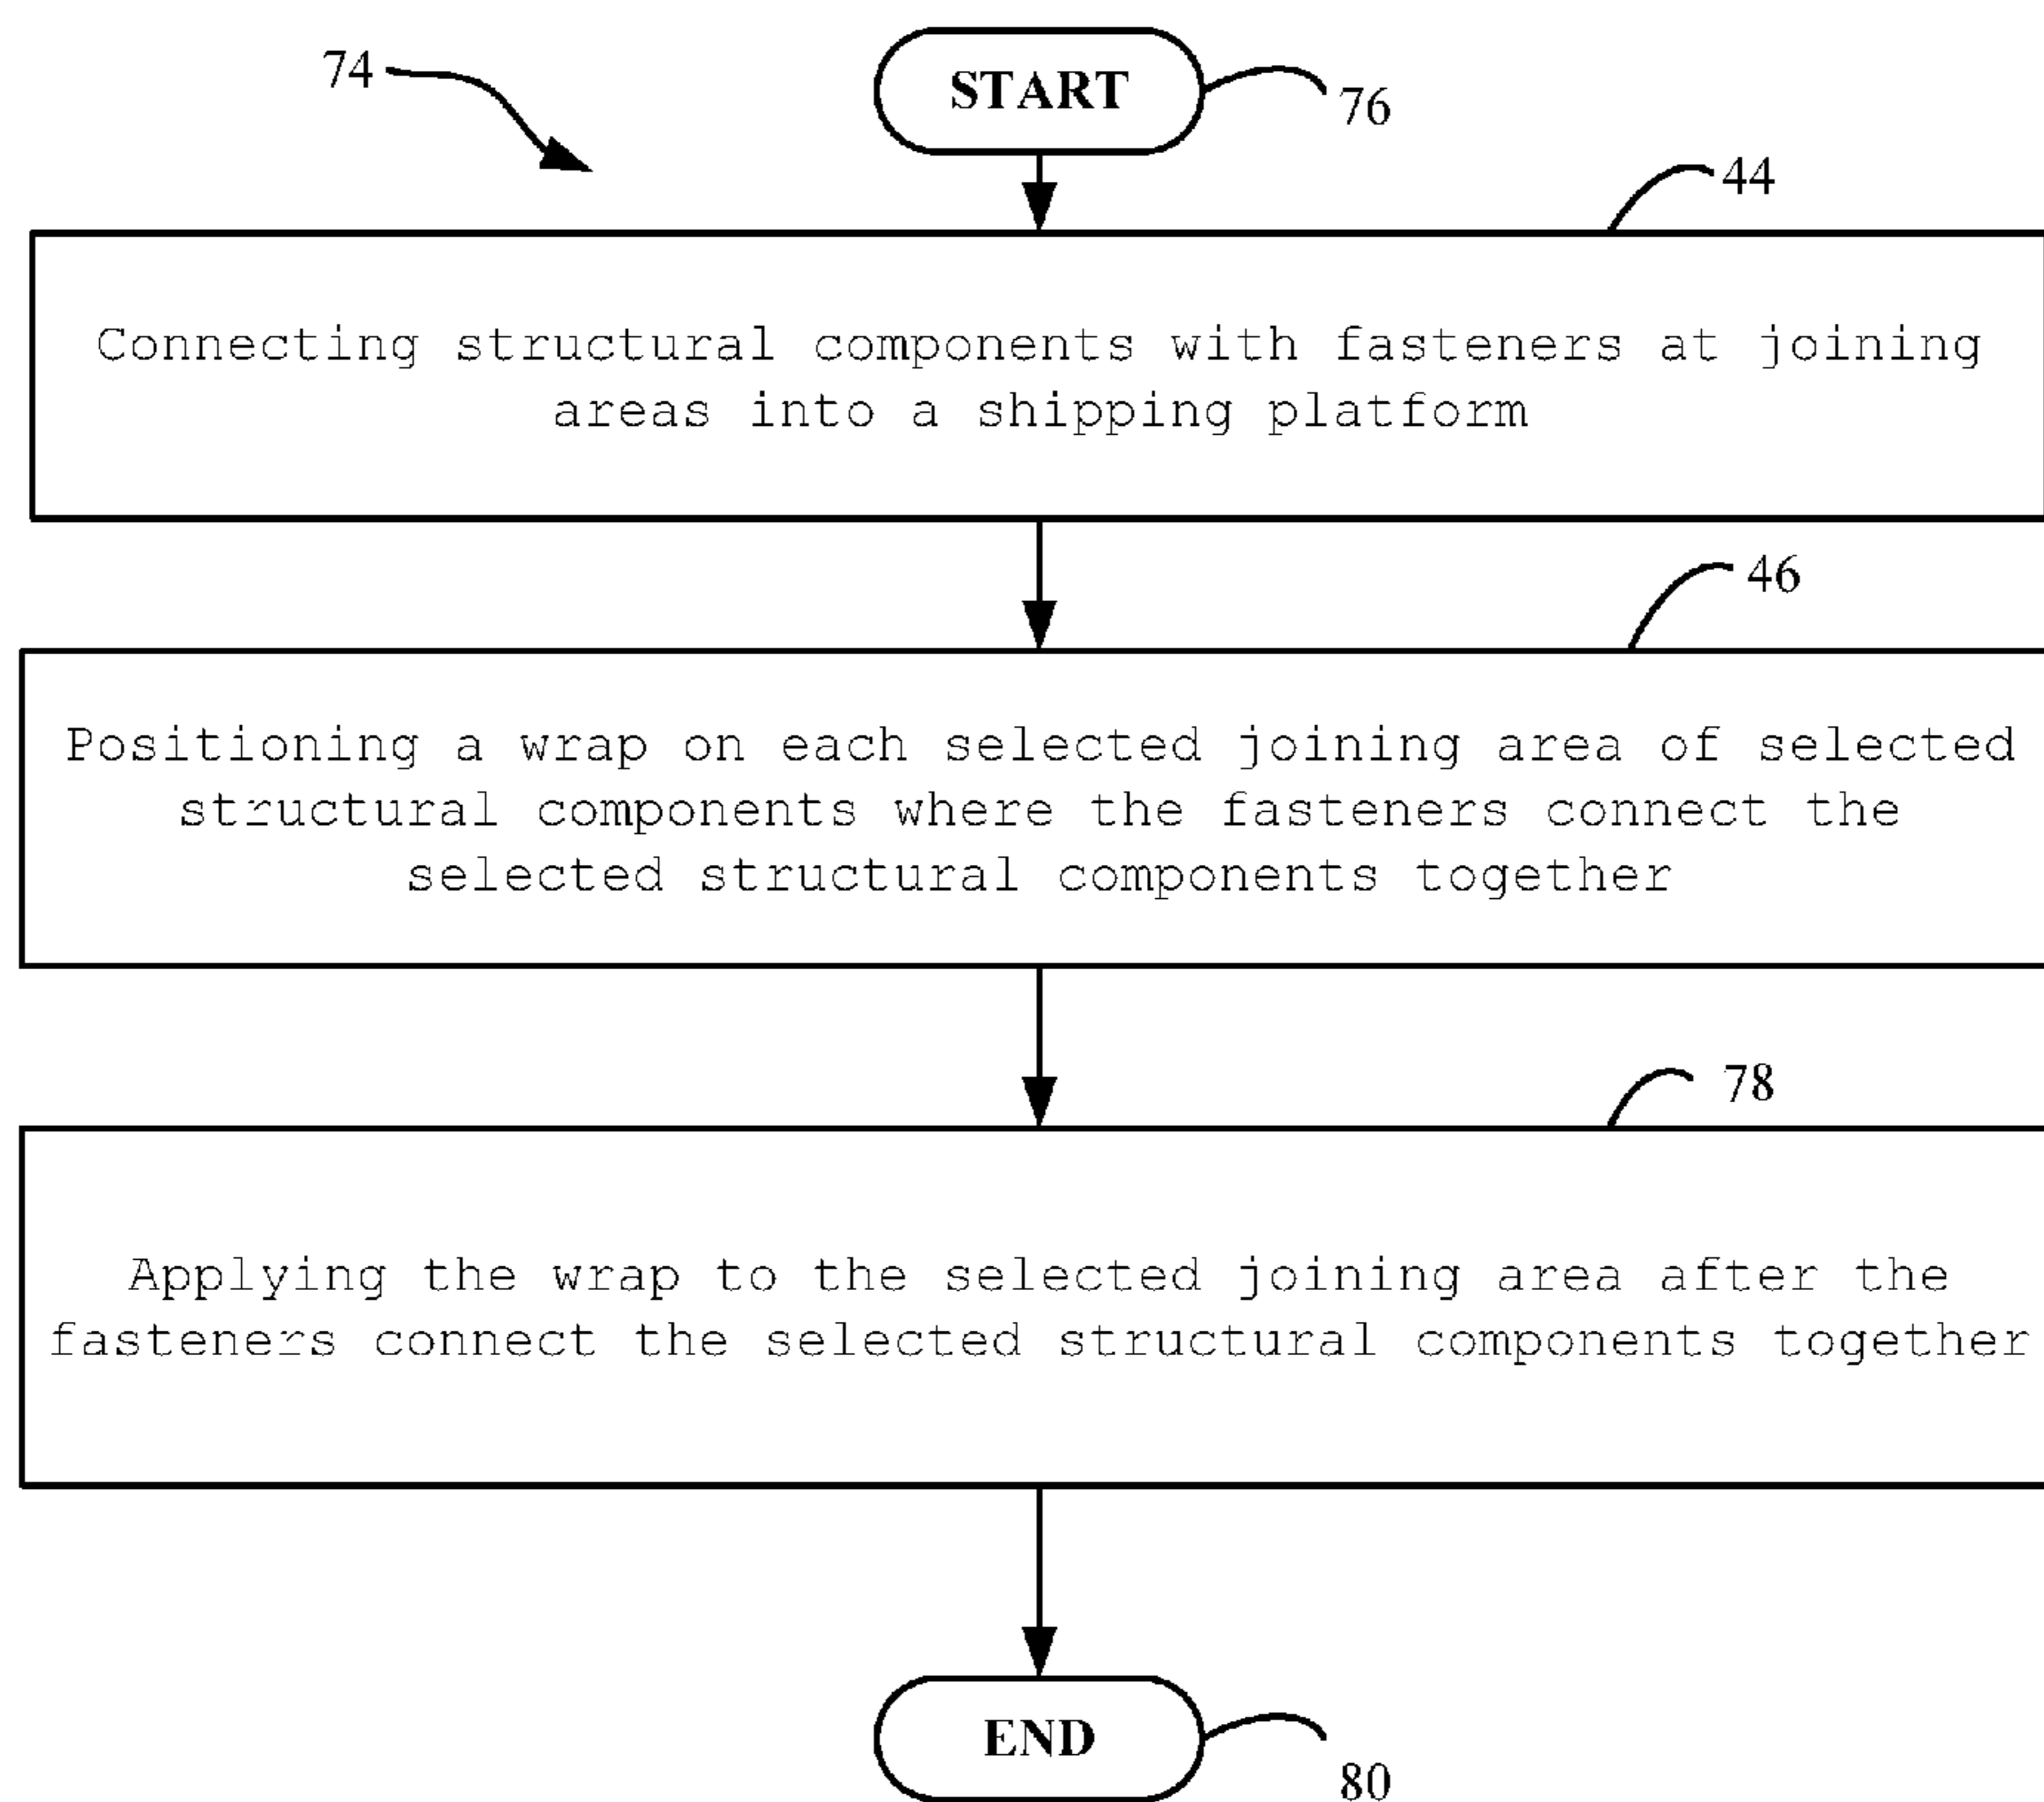 74
START
76
44
Connecting structural components with fasteners at joining
areas into a shipping platform
46
Positioning a wrap on each selected joining area of selected
structural components where the fasteners connect the
selected structural components together
78
Applying the wrap to the selected joining area after the
fasteners connect the selected structural components together
END
80